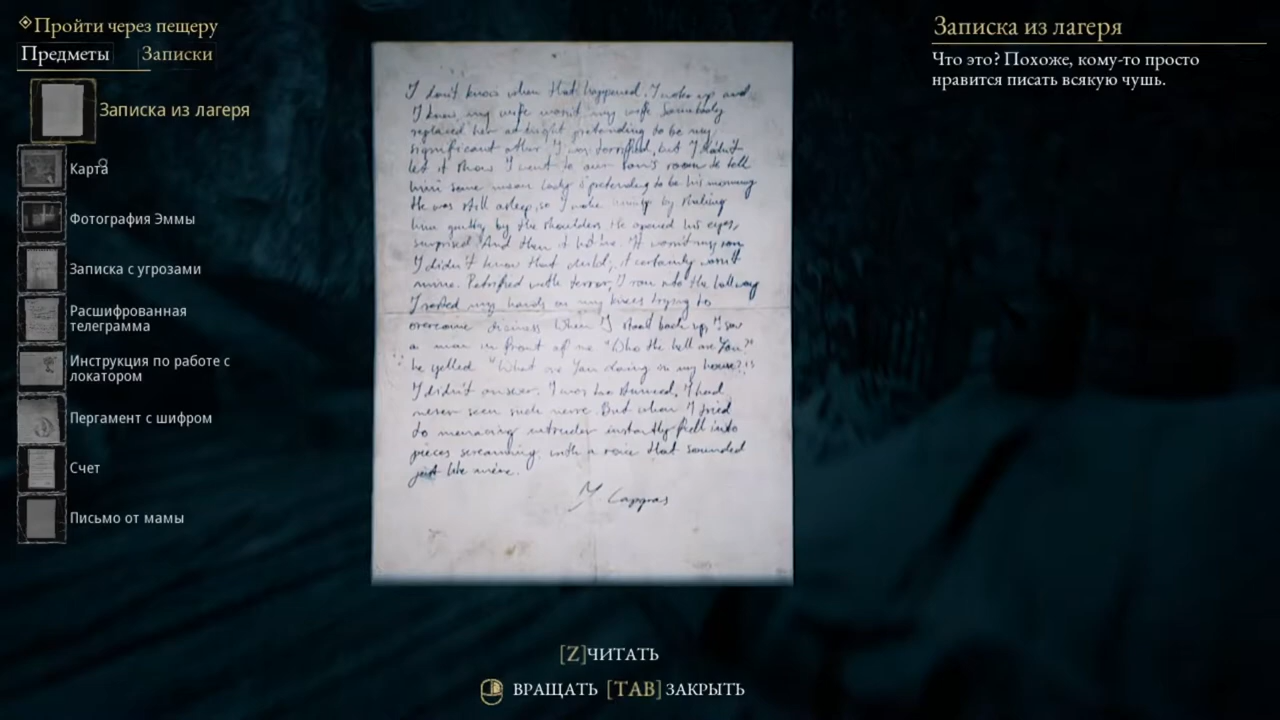 Пройти через пещеру
Предметы
Записки
Записка из лагеря
Карта
Фотография Эммы
Записка с угрозами
Расшифрованная
телеграмма
Инструкция по работе с
локатором
Пергамент с шифром
Счет
Письмо от мамы
I don't know when that happened. I woke up and
I knew my wife wasn't my wife. Somebody
replaced her at night pretending to be my
significant other. I'm terrified, but I didn't
let it show I went to our son's room to tell
him some mean lady's pretending to be his mommy
He was still asleep, so I woke him up by shaking
him gently by the shoulders. He opened his eyes,
surprised. And then it hit me. It wasn't my son
I didn't know that child, it certainly wasn't
mine. Petrified with terror, I ran into the hallway
I rested my hands on my knees trying to
overcome dizziness When I stood back up, I saw
a man in front of me "Who the hell are you?"
he yelled "What are you doing in my house?!"
I didn't answer. I was too stunned, I had
never seen such nerve. But when I tried
to menacing intruder instantly fell into
pieces screaming with a voice that sounded
just like mine.
Capgras
[Z]ЧИТАТЬ
ВРАЩАТЬ [TAB] ЗАКРЫТЬ
Записка из лагеря
Что это? Похоже, кому-то просто
нравится писать всякую чушь.